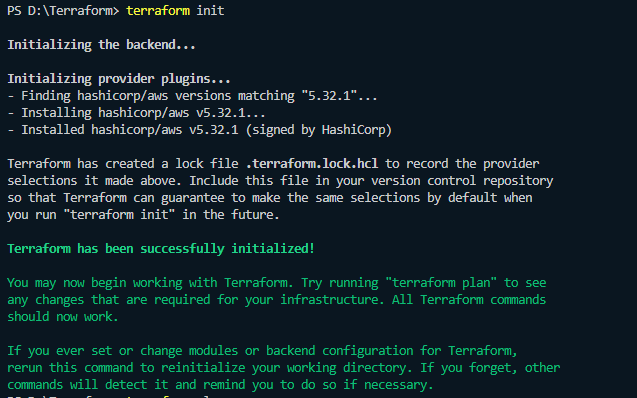 PS D:\Terraform> terraform init
Initializing the backend...
Initializing provider plugins...
- Finding hashicorp/aws versions matching "5.32.1"...
- Installing hashicorp/aws v5.32.1...
- Installed hashicorp/aws v5.32.1 (signed by HashiCorp)
Terraform has created a lock file .terraform.lock.hcl to record the provider
selections it made above. Include this file in your version control repository
so that Terraform can guarantee to make the same selections by default when
you run "terraform init" in the future.
Terraform has been successfully initialized!
You may now begin working with Terraform. Try running "terraform plan" to see
any changes that are required for your infrastructure. All Terraform commands
should now work.
If you ever set or change modules or backend configuration for Terraform,
rerun this command to reinitialize your working directory. If you forget, other
commands will detect it and remind you to do so if necessary.